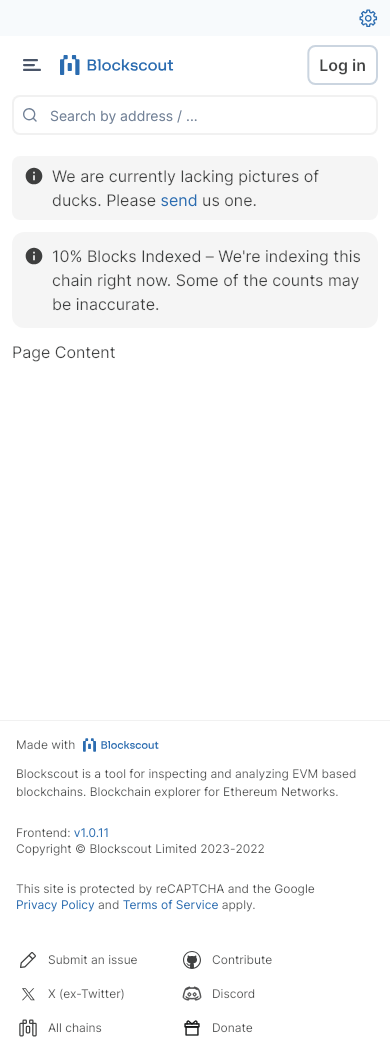 Blockscout
Log in
Search by address / ...
We are currently lacking pictures of
ducks. Please send us one.
10% Blocks Indexed – We're indexing this
chain right now. Some of the counts may
be inaccurate.
Page Content
Made with Blockscout
Blockscout is a tool for inspecting and analyzing EVM based
blockchains. Blockchain explorer for Ethereum Networks.
Frontend: v1.0.11
Copyright © Blockscout Limited 2023-2022
This site is protected by reCAPTCHA and the Google
Privacy Policy and Terms of Service apply.
Submit an issue
Contribute
X (ex-Twitter)
Discord
All chains
Donate